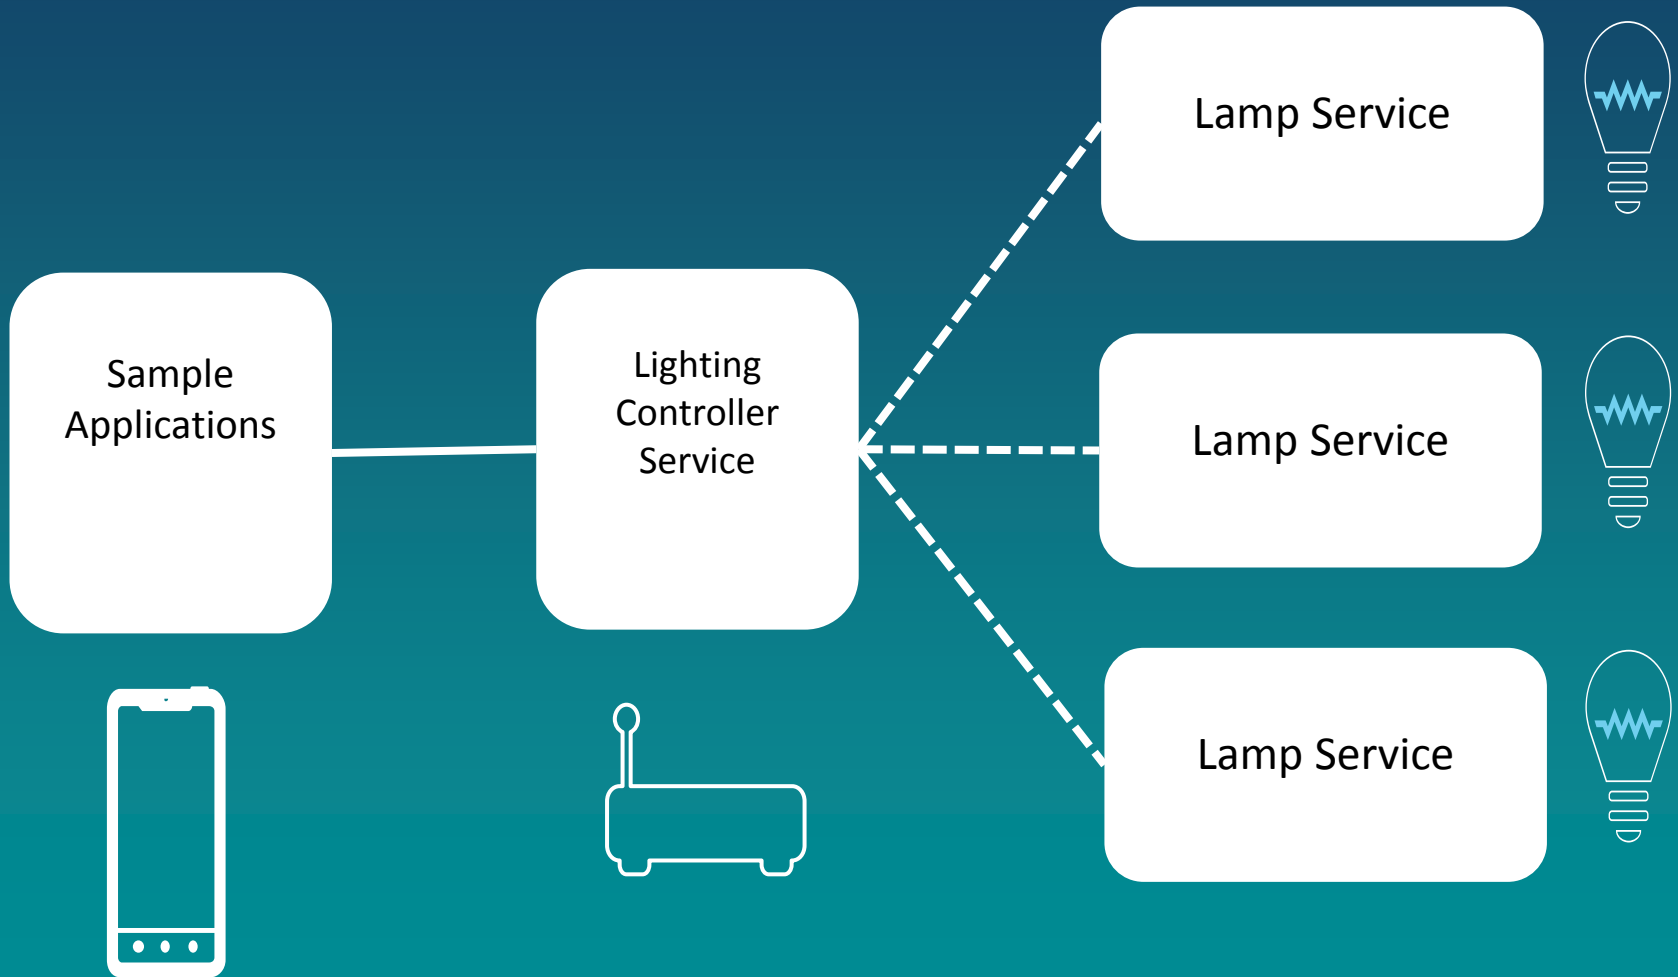 Sample
Applications
Lighting
Controller
Service
Lamp Service
Lamp Service
Lamp Service